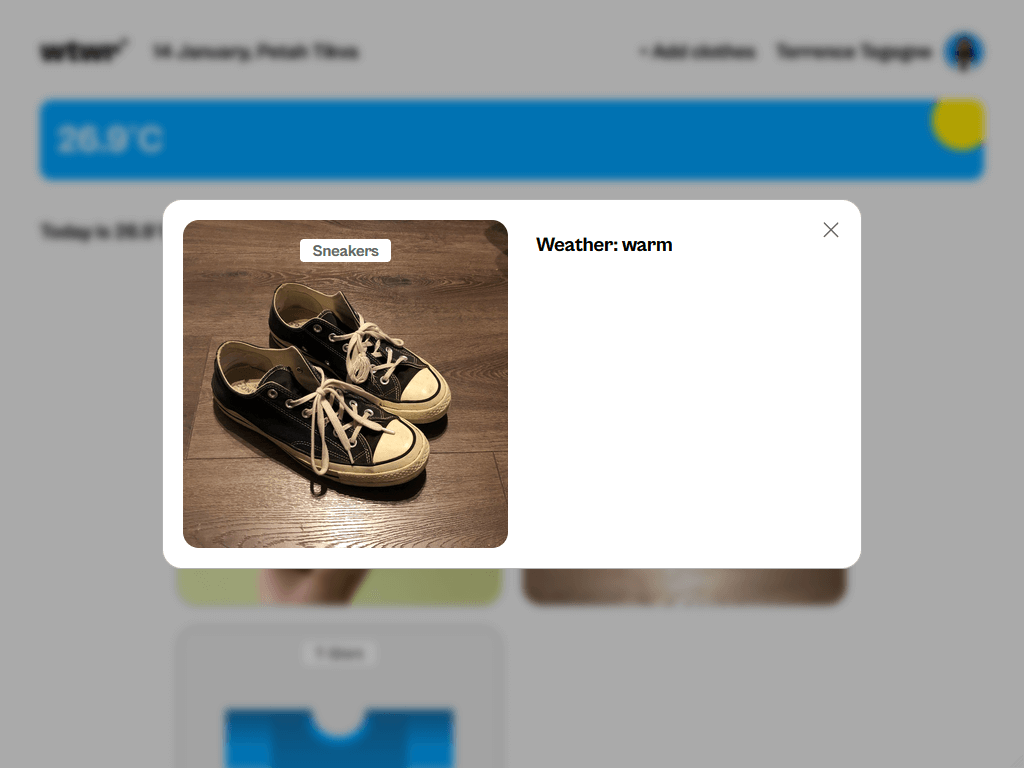 wtwr°
14 January, Petah Tikva
+ Add clothes
Terrence Tegegne
26.9°C
Today is 26.9°
Sneakers
Weather: warm
T-Shirt